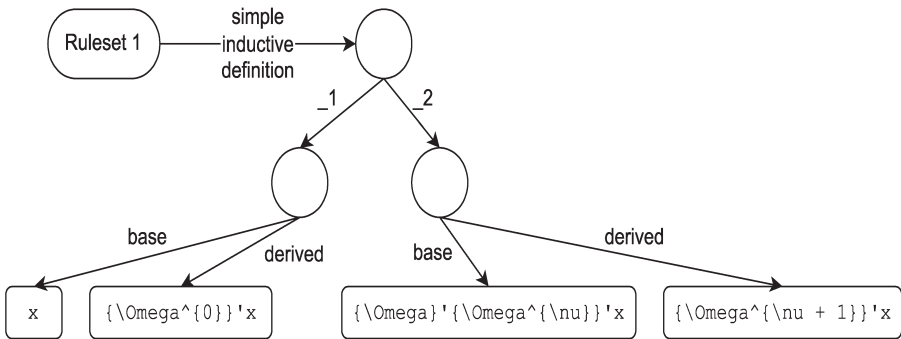 Ruleset 1
simple
inductive
definition
_1
_2
base
derived
base
derived
x
{\Omega^{0}}'x
{\Omega}'{\Omega^{\nu}}'x
{\Omega^{\nu + 1}}'x